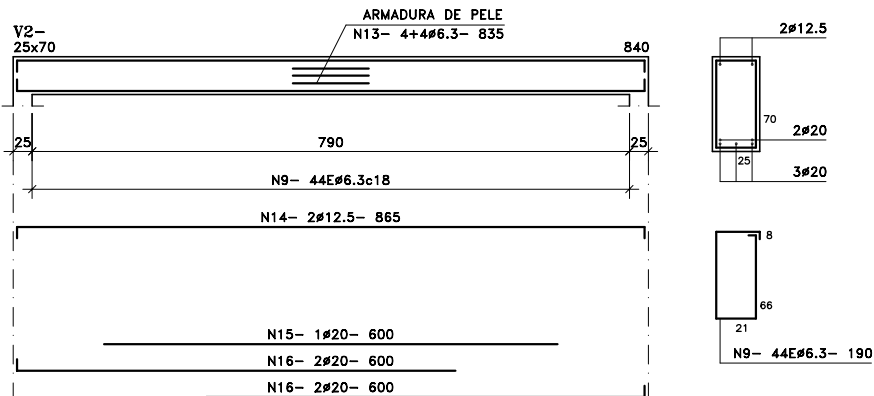 ARMADURA DE PELE
N13- 4+4ø6.3- 835
V2-
25x70
840
25
790
25
N9- 44Eø6.3c18
N14- 2ø12.5- 865
N15- 1ø20- 600
N16- 2ø20- 600
N16- 2ø20- 600
2ø12.5
70
2ø20
25
3ø20
8
66
21
N9- 44Eø6.3- 190